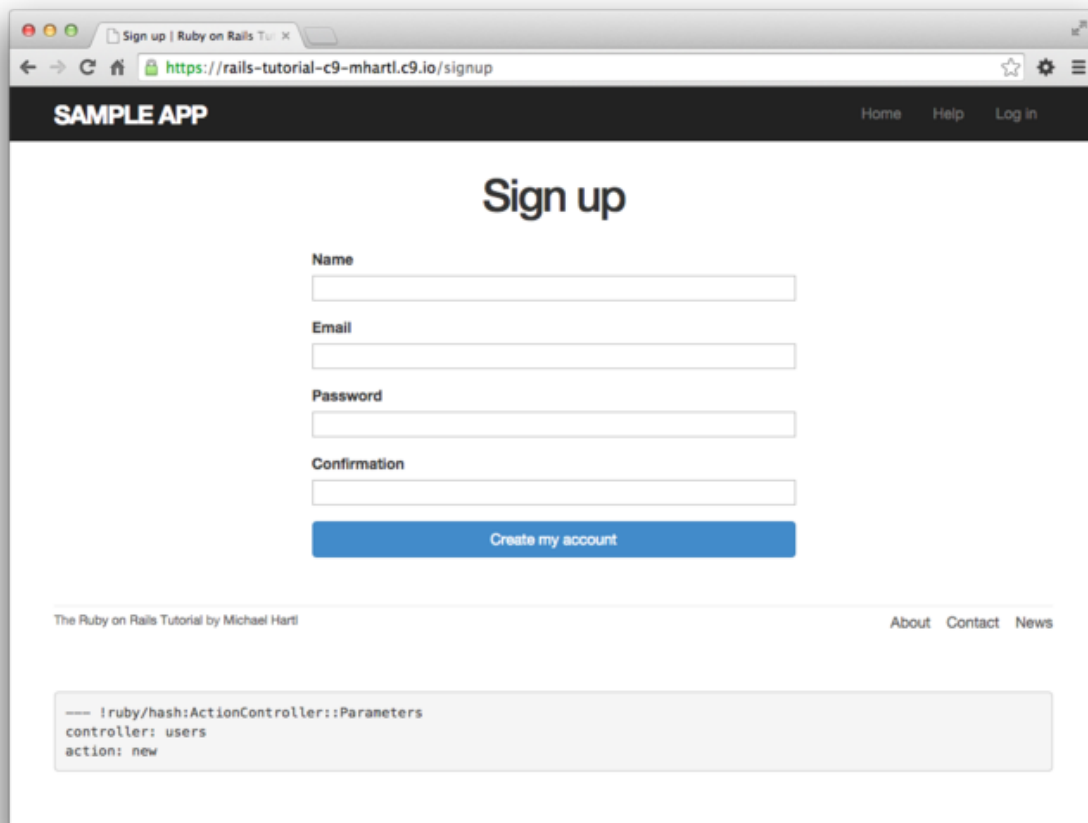 Sign up | Ruby on Rails Tu
https://rails-tutorial-c9-mhartl.c9.io/signup
SAMPLE APP
Home Help Log in
Sign up
Name
Email
Password
Confirmation
Create my account
The Ruby on Rails Tutorial by Michael Hartl
About Contact News
--- !ruby/hash:ActionController::Parameters
controller: users
action: new